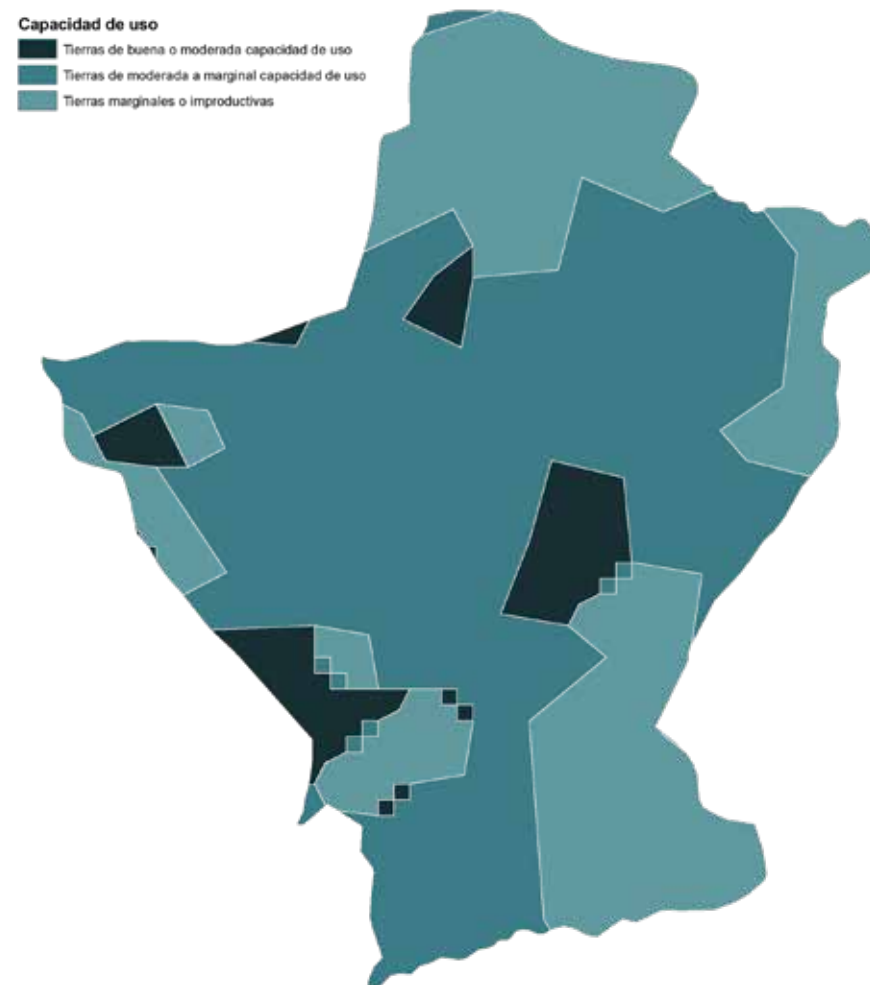 Capacidad de uso
Tierras de buena o moderada capacidad de uso
Tierras de moderada a marginal capacidad de uso
Tierras marginales o improductivas